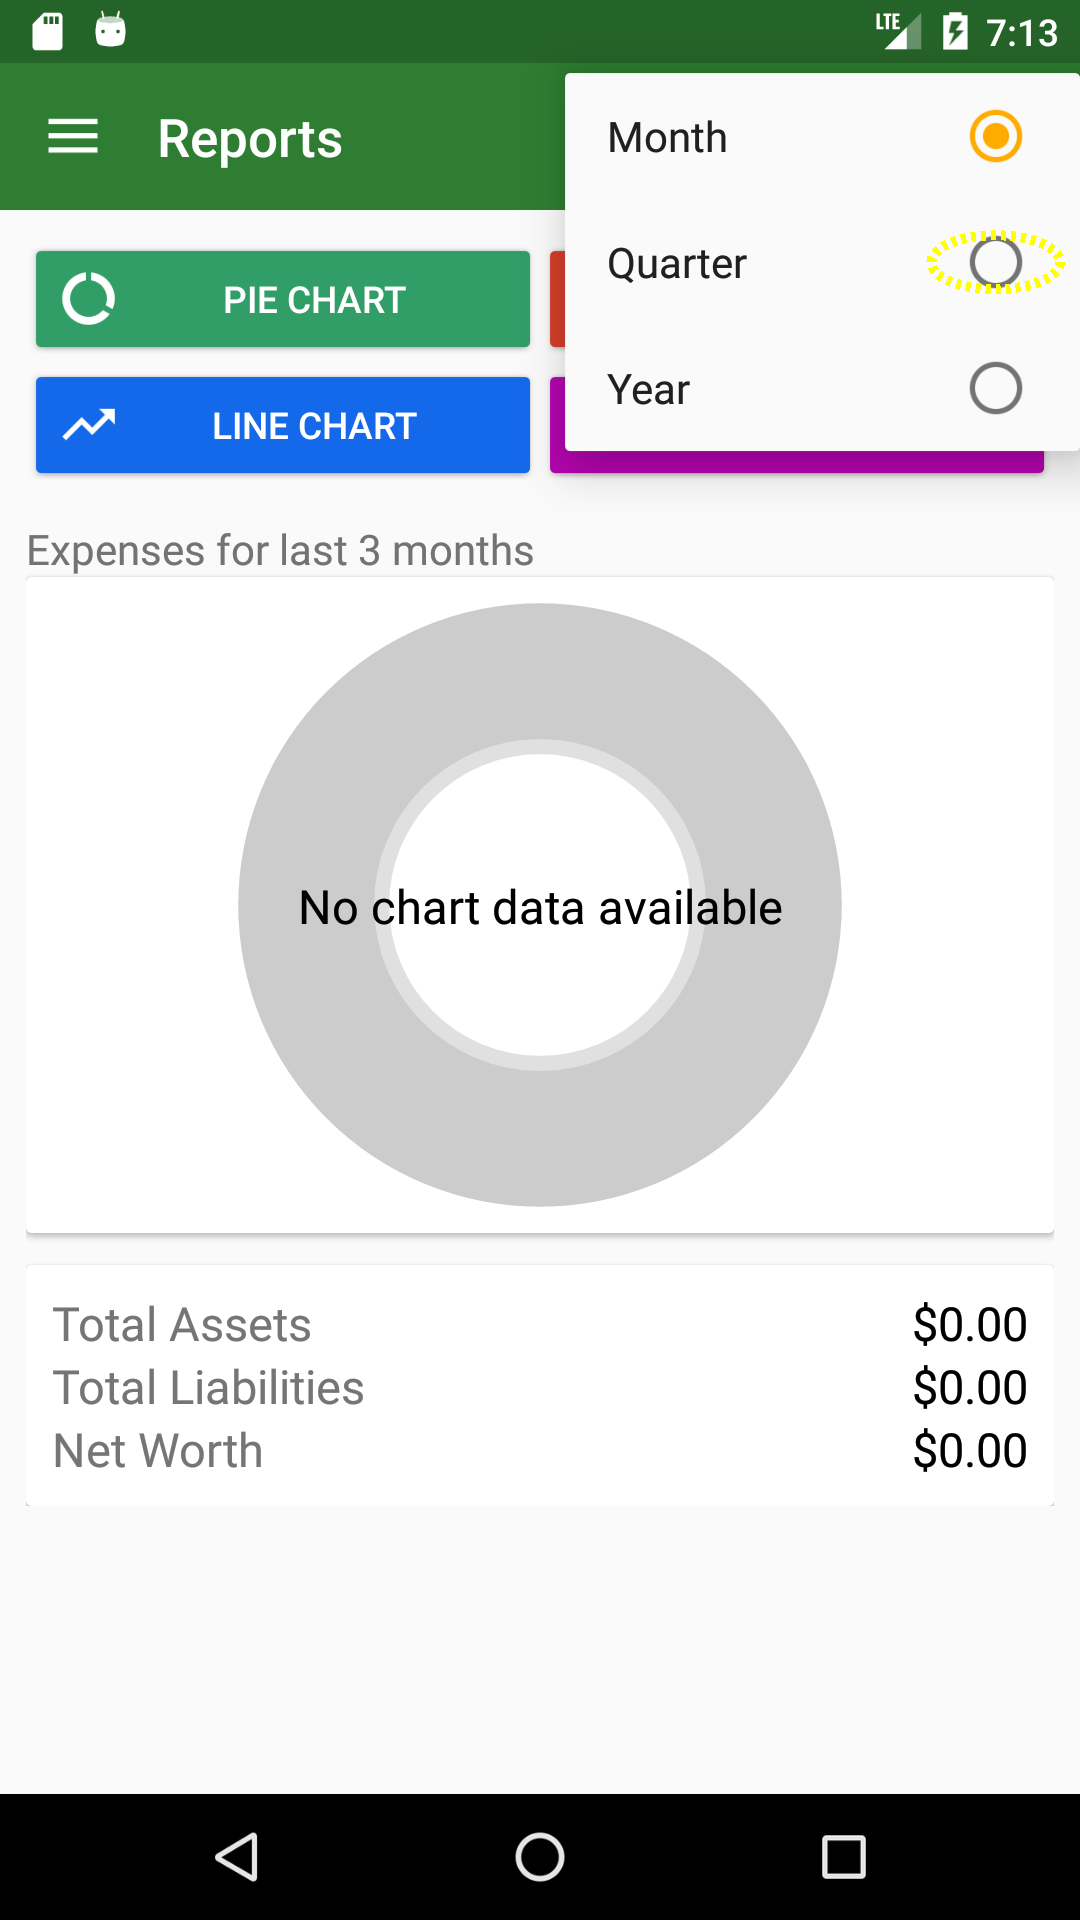 LTE 7:13
Reports
Month
Quarter
Year
PIE CHART
LINE CHART
Expenses for last 3 months
No chart data available
Total Assets $0.00
Total Liabilities $0.00
Net Worth $0.00